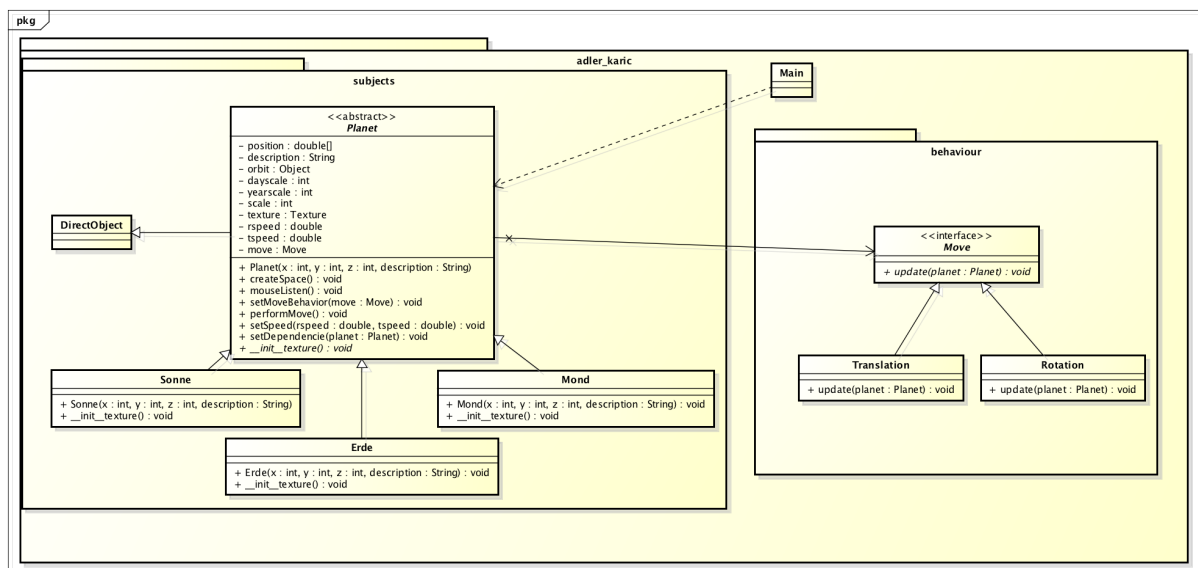 pkg
adler_karic
subjects
Main
<<abstract>>
Planet
- position : double[]
- description : String
- orbit : Object
- dayscale : int
- yearscale : int
- scale : int
- texture : Texture
- rspeed : double
- tspeed : double
- move : Move
+ Planet(x : int, y : int, z : int, description : String)
+ createSpace() : void
+ mouseListen() : void
+ setMoveBehavior(move : Move) : void
+ performMove() : void
+ setSpeed(rspeed : double, tspeed : double) : void
+ setDependencie(planet : Planet) : void
+ __init__texture() : void
DirectObject
Sonne
+ Sonne(x : int, y : int, z : int, description : String)
+ __init__texture() : void
Mond
+ Mond(x : int, y : int, z : int, description : String) : void
+ __init__texture() : void
Erde
+ Erde(x : int, y : int, z : int, description : String) : void
+ __init__texture() : void
behaviour
<<interface>>
Move
+ update(planet : Planet) : void
Translation
+ update(planet : Planet) : void
Rotation
+ update(planet : Planet) : void